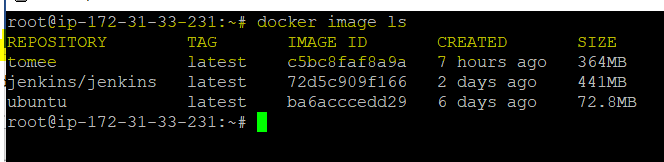 root@ip-172-31-33-231:~# docker image ls
REPOSITORY TAG IMAGE ID CREATED SIZE
tomee latest c5bc8faf8a9a 7 hours ago 364MB
jenkins/jenkins latest 72d5c909f166 2 days ago 441MB
ubuntu latest ba6acccedd29 6 days ago 72.8MB
root@ip-172-31-33-231:~#